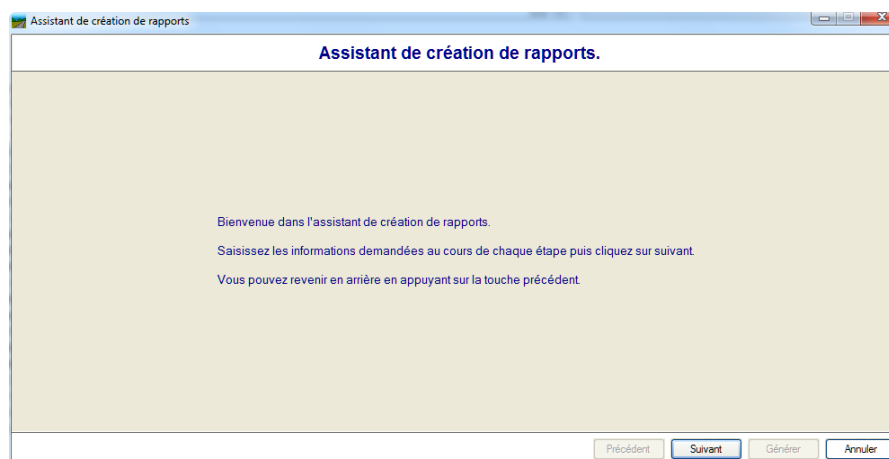 Assistant de création de rapports
Assistant de création de rapports.
Bienvenue dans l'assistant de création de rapports.
Saisissez les informations demandées au cours de chaque étape puis cliquez sur suivant.
Vous pouvez revenir en arrière en appuyant sur la touche précédent.
Précédent Suivant Générer Annuler